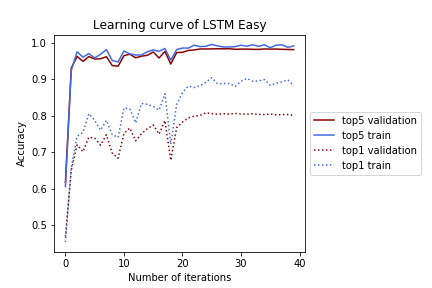 Learning curve of LSTM Easy
1.0
0.9
0.8
0.7
0.6
0.5
Accuracy
0
10
20
30
40
Number of iterations
top5 validation
top5 train
top1 validation
top1 train